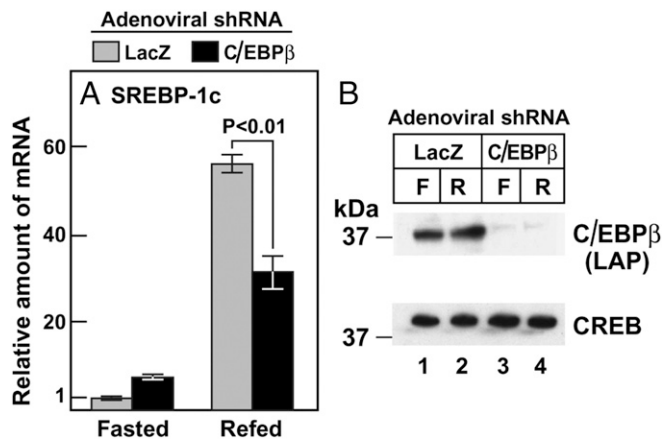 Adenoviral shRNA
LacZ C/EBPβ
A SREBP-1c
P<0.01
Relative amount of mRNA
60
40
20
1
Fasted Refed
B
Adenoviral shRNA
LacZ C/EBPβ
F R F R
kDa
37
C/EBPβ
(LAP)
37
CREB
1 2 3 4